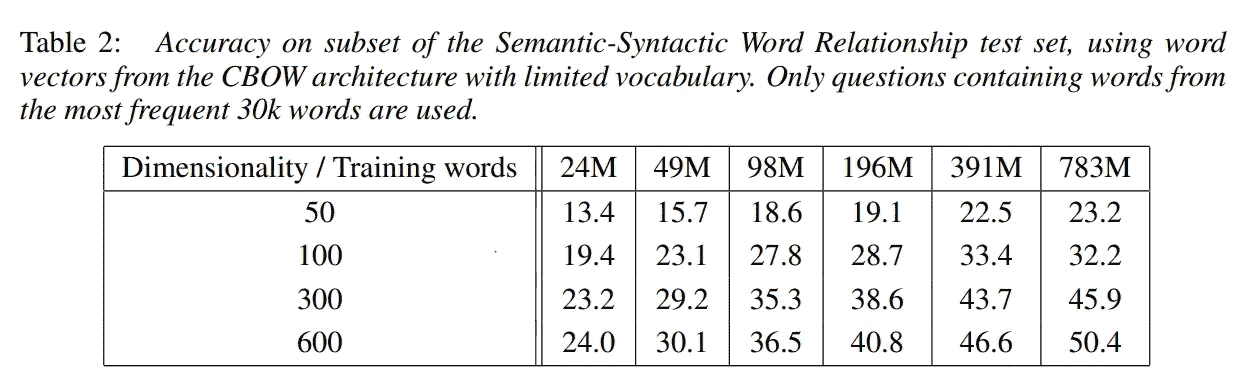 Table 2: Accuracy on subset of the Semantic-Syntactic Word Relationship test set, using word
vectors from the CBOW architecture with limited vocabulary. Only questions containing words from
the most frequent 30k words are used.
Dimensionality / Training words 24M 49M 98M 196M 391M 783M
50 13.4 15.7 18.6 19.1 22.5 23.2
100 19.4 23.1 27.8 28.7 33.4 32.2
300 23.2 29.2 35.3 38.6 43.7 45.9
600 24.0 30.1 36.5 40.8 46.6 50.4